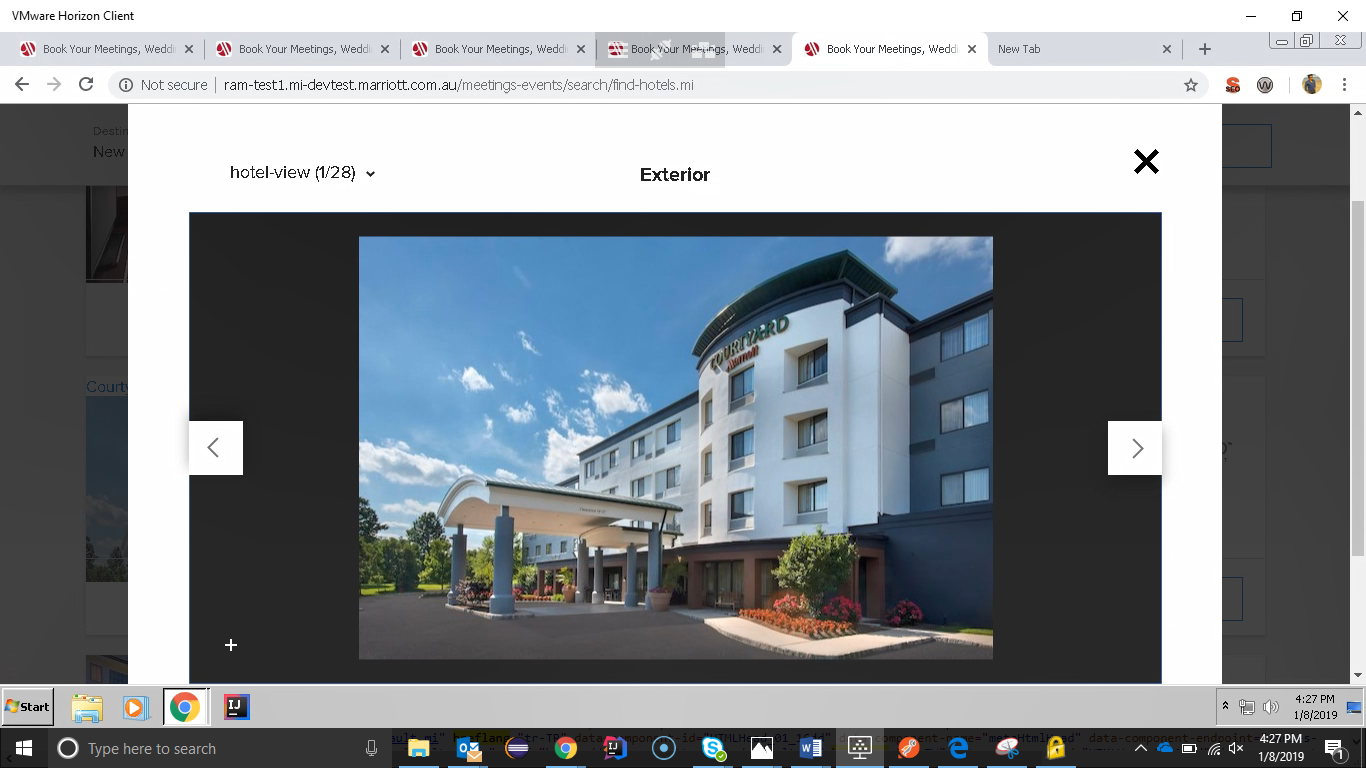 VMware Horizon Client
Book Your Meetings, Weddi
Book Your Meetings, Weddi
Book Your Meetings, Weddi
Book Your Meetings, Weddi
Book Your Meetings, Weddi
New Tab
Not secure
ram-test1.mi-devtest.marriott.com.au/meetings-events/search/find-hotels.mi
Destin
New
hotel-view (1/28)
Exterior
COURTYARD
Marriott
Courty
Start
4:27 PM
1/8/2019
Type here to search
4:27 PM
1/8/2019